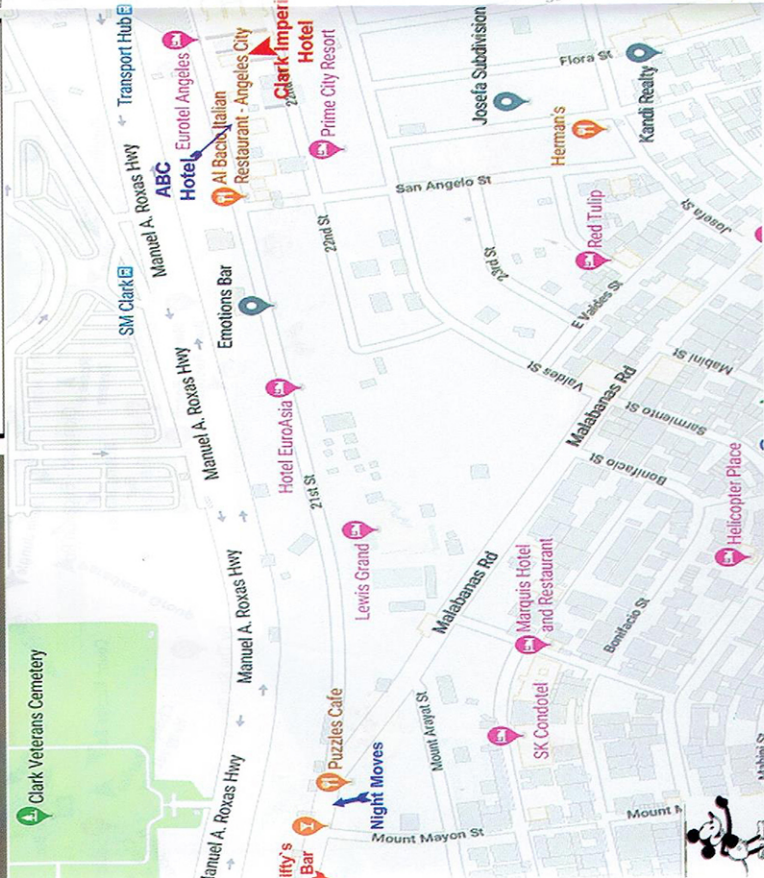 Clark Veterans Cemetery
SM Clark
Transport Hub
Manuel A. Roxas Hwy
Manuel A. Roxas Hwy
Manuel A. Roxas Hwy
Manuel A. Roxas Hwy
anuel A. Roxas Hwy
ABC
Hotel
Eurotel Angeles
Al Bacio Italian
Restaurant - Angeles City
Clark Imperi
Hotel
Emotions Bar
Hotel EuroAsia
21st St
22nd St
Prime City Resort
Lewis Grand
Puzzles Cafe
Night Moves
ifty's
Bar
San Angelo St
23rd St
Josefa Subdivision
Flora St
Herman's
Kandi Realty
Red Tulip
Josefa St
E Valdes St
Valdes St
Malabanas Rd
Malabanas Rd
Mabini St
Sarmiento St
Bonifacio St
Bonifacio St
Helicopter Place
Marquis Hotel
and Restaurant
SK Condotel
Mount Arayat St
Mount Mayon St
Mount
Mabini St